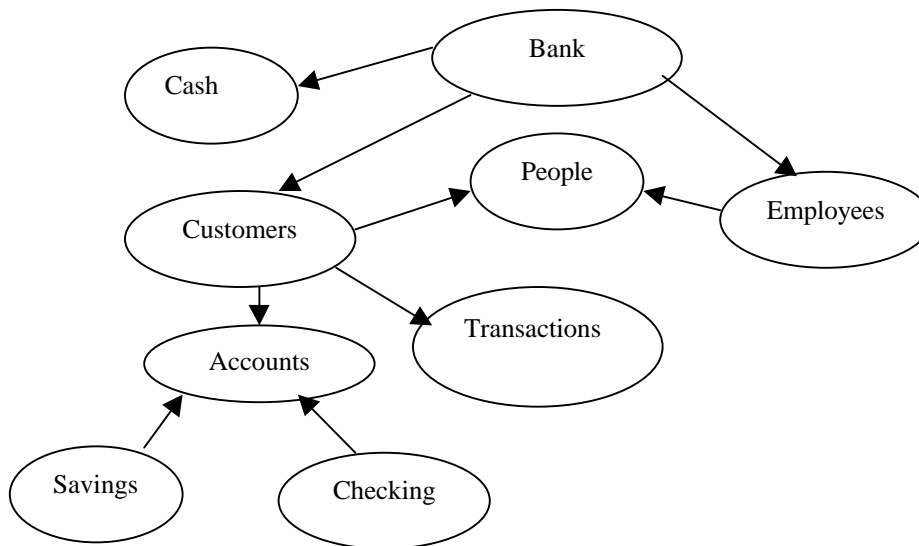 Bank
Cash
People
Employees
Customers
Transactions
Accounts
Savings
Checking